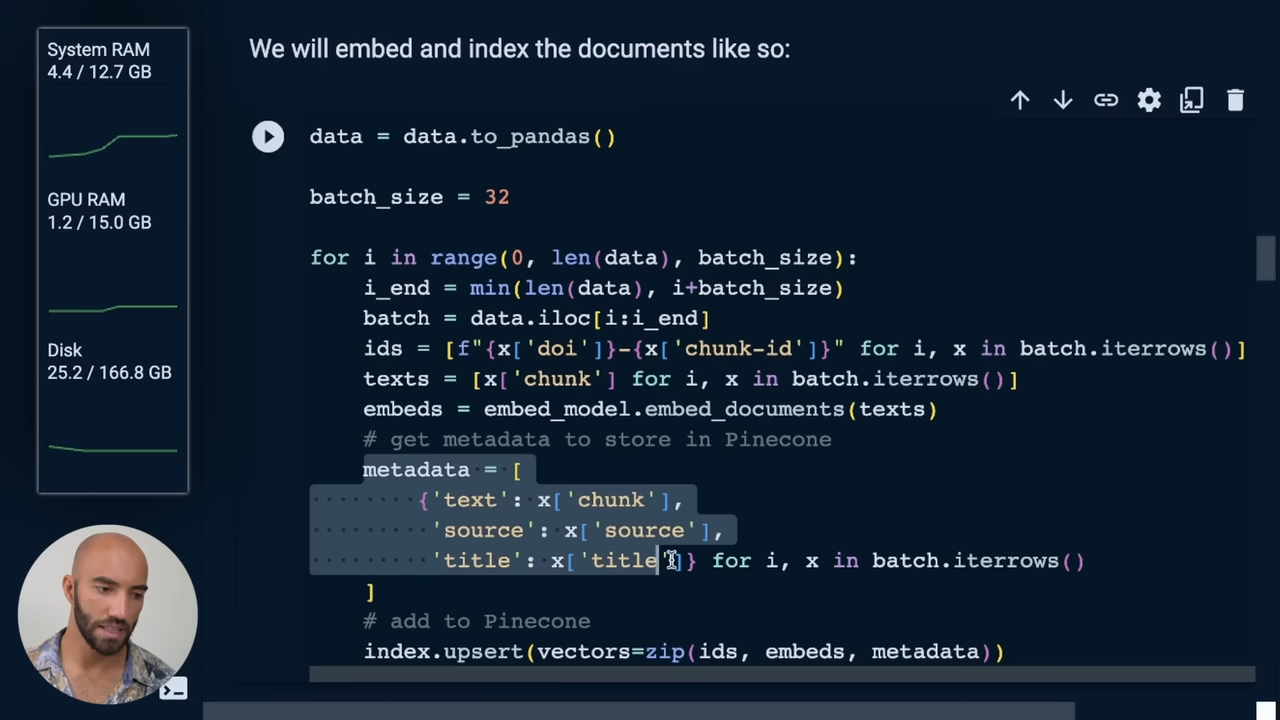 System RAM
4.4 / 12.7 GB
GPU RAM
1.2 / 15.0 GB
Disk
25.2 / 166.8 GB
We will embed and index the documents like so:
data = data.to_pandas()
batch_size = 32
for i in range(0, len(data), batch_size):
    i_end = min(len(data), i+batch_size)
    batch = data.iloc[i:i_end]
    ids = [f"{x['doi']}-{x['chunk-id']}" for i, x in batch.iterrows()]
    texts = [x['chunk'] for i, x in batch.iterrows()]
    embeds = embed_model.embed_documents(texts)
    # get metadata to store in Pinecone
    metadata = [
        {'text': x['chunk'],
         'source': x['source'],
         'title': x['title']} for i, x in batch.iterrows()
    ]
    # add to Pinecone
    index.upsert(vectors=zip(ids, embeds, metadata))